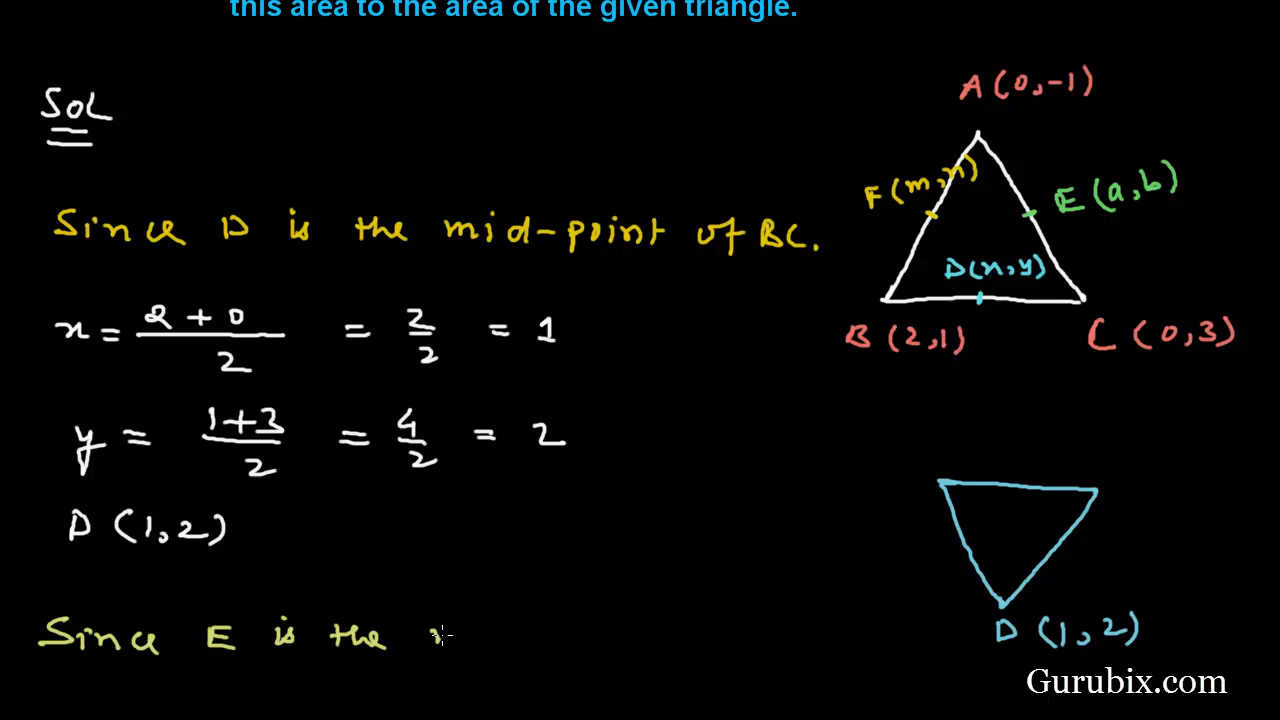 this area to the area of the given triangle.
SOL
A (0,-1)
F (m,n)
E (a,b)
Since D is the mid-point of BC.
D(x,y)
x = 2 + 0 / 2 = 2/2 = 1
B (2,1)
C (0,3)
y = 1+3 / 2 = 4/2 = 2
D (1,2)
Since E is the
D (1,2)
Gurubix.com